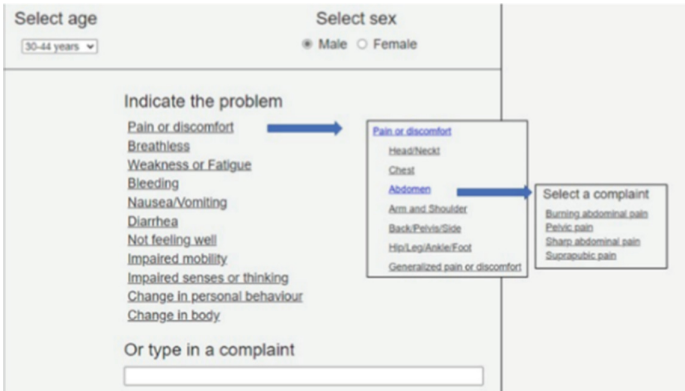 Select age
Select sex
30-44 years
Male
Female
Indicate the problem
Pain or discomfort
Breathless
Weakness or Fatigue
Bleeding
Nausea/Vomiting
Diarrhea
Not feeling well
Impaired mobility
Impaired senses or thinking
Change in personal behaviour
Change in body
Or type in a complaint
Pain or discomfort
Head/Neckt
Chest
Abdomen
Arm and Shoulder
Back/Pelvis/Side
Hip/Leg/Ankle/Foot
Generalized pain or discomfort
Select a complaint
Burning abdominal pain
Pelvic pain
Sharp abdominal pain
Suprapubic pain